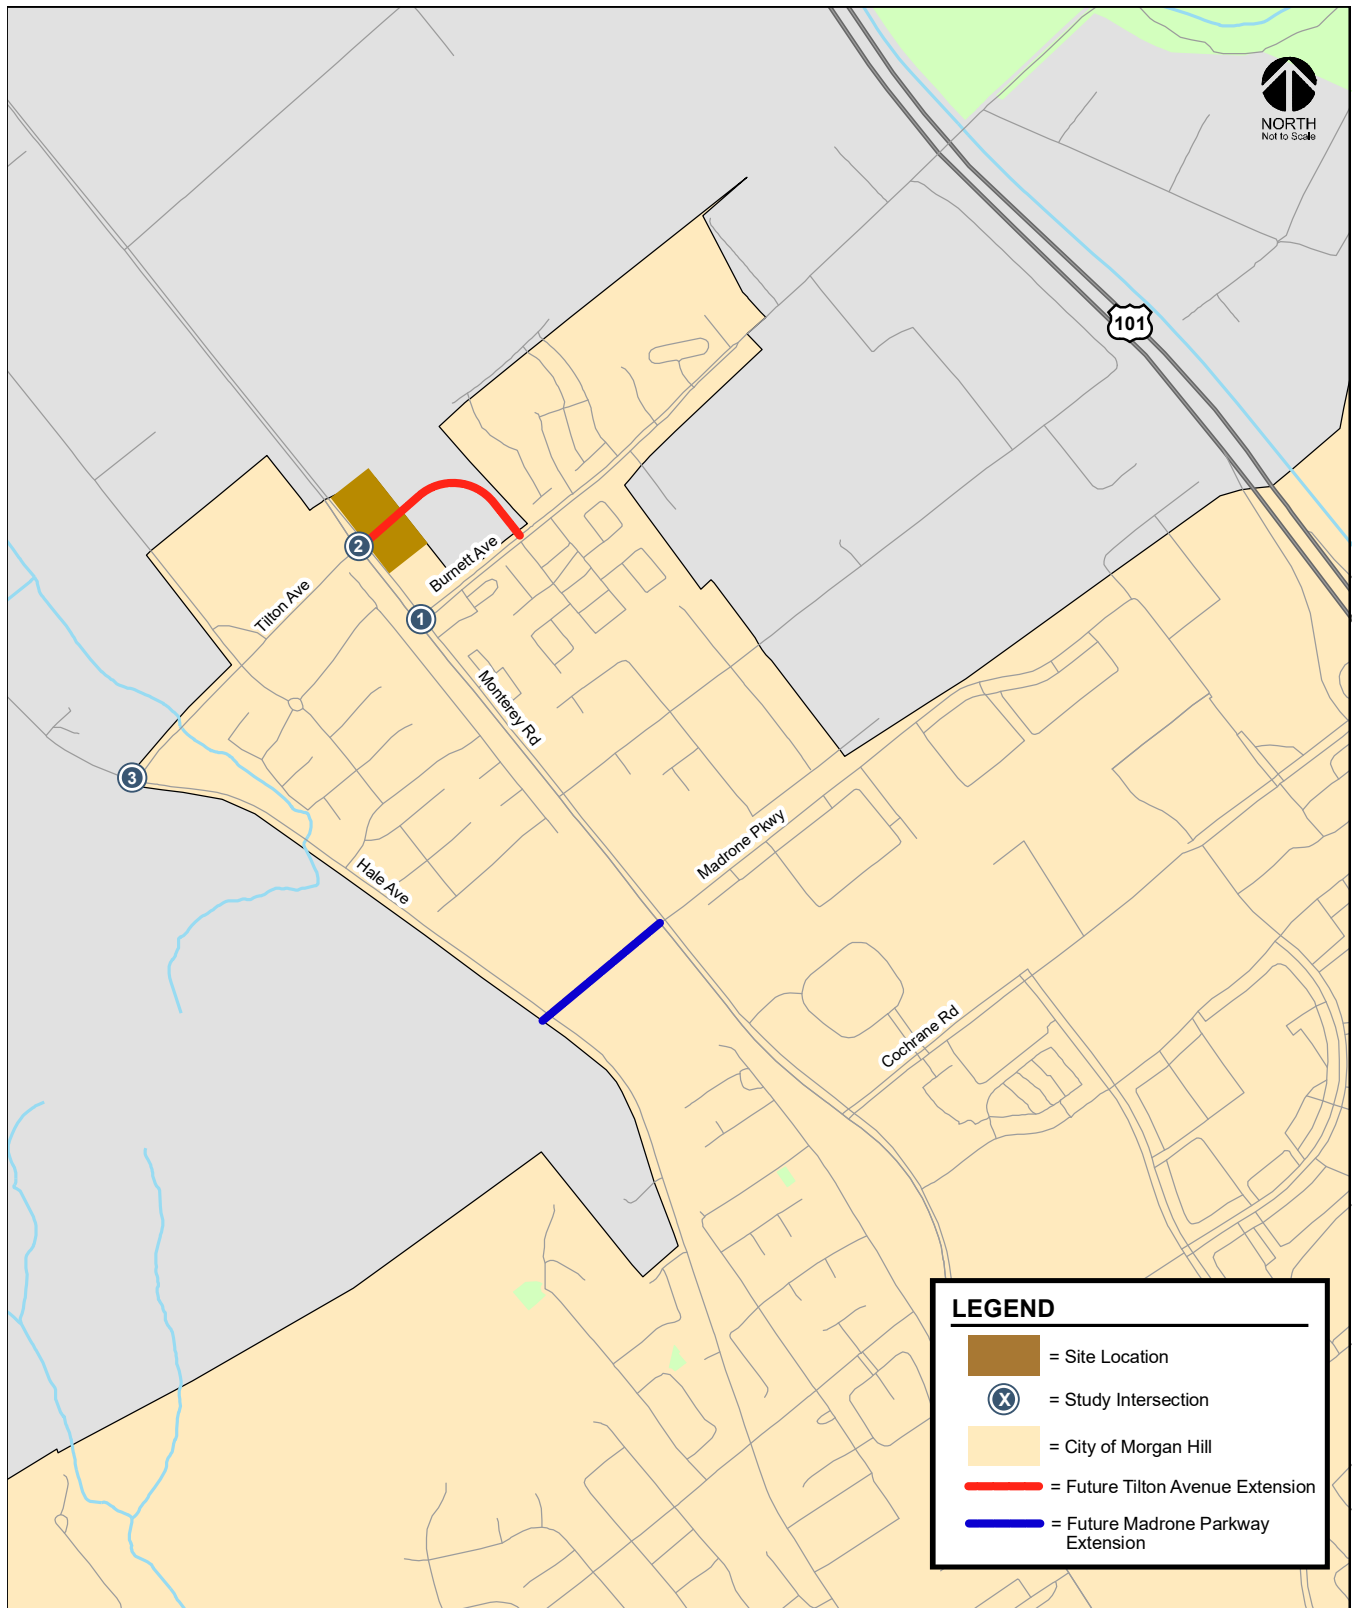 NORTH
Not to Scale
101
2
Burnett Ave
Tilton Ave
1
Monterey Rd
3
Madrone Pkwy
Hale Ave
Cochrane Rd
LEGEND
= Site Location
X
= Study Intersection
= City of Morgan Hill
= Future Tilton Avenue Extension
= Future Madrone Parkway
Extension